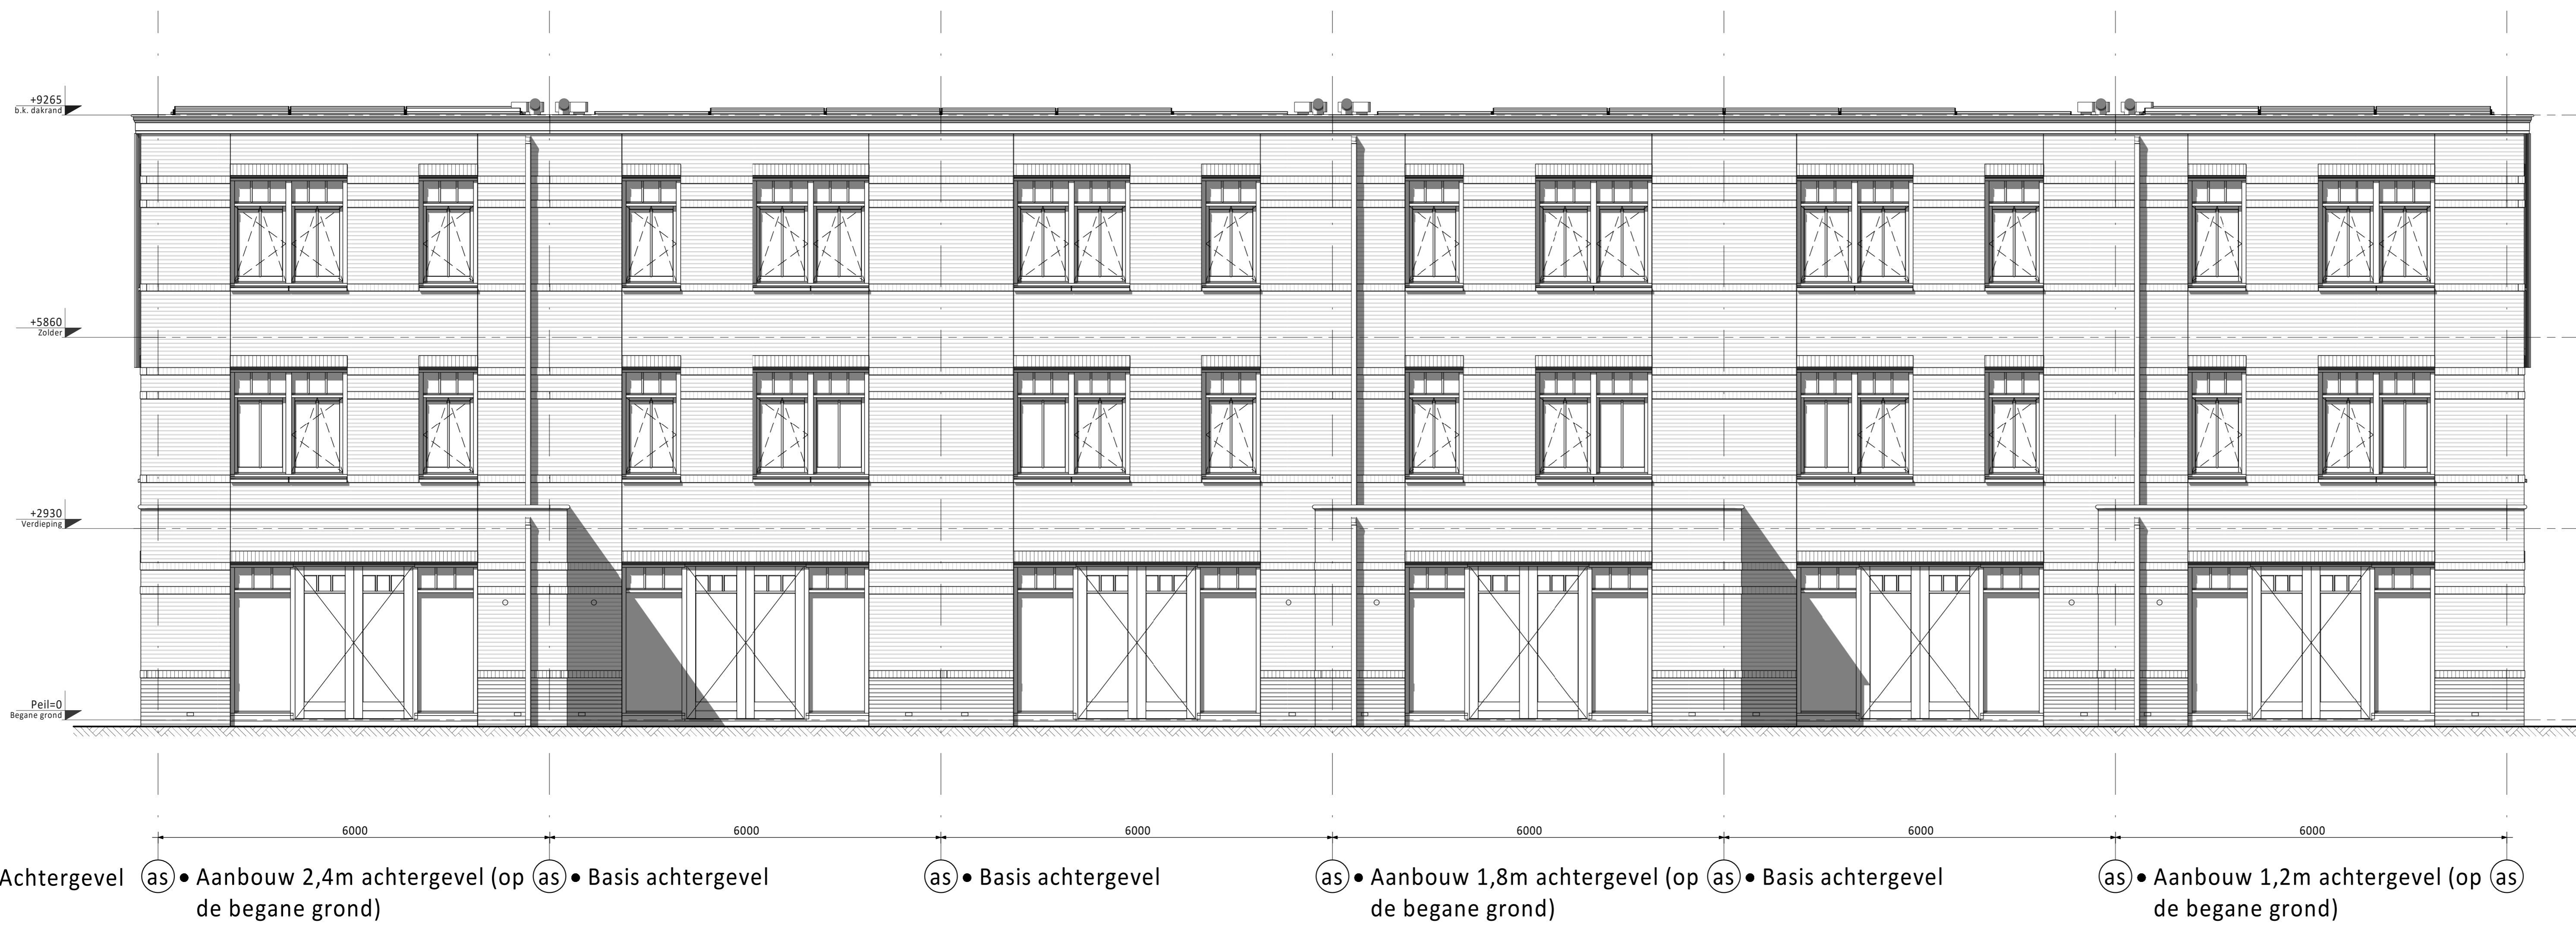 +9265
b.k. dakrand
+5860
Zolder
+2930
Verdieping
Peil=0
Begane grond
6000
6000
6000
6000
6000
6000
Achtergevel
as
• Aanbouw 2,4m achtergevel (op
de begane grond)
as
• Basis achtergevel
as
• Basis achtergevel
as
• Aanbouw 1,8m achtergevel (op
de begane grond)
as
• Basis achtergevel
as
• Aanbouw 1,2m achtergevel (op
de begane grond)
as